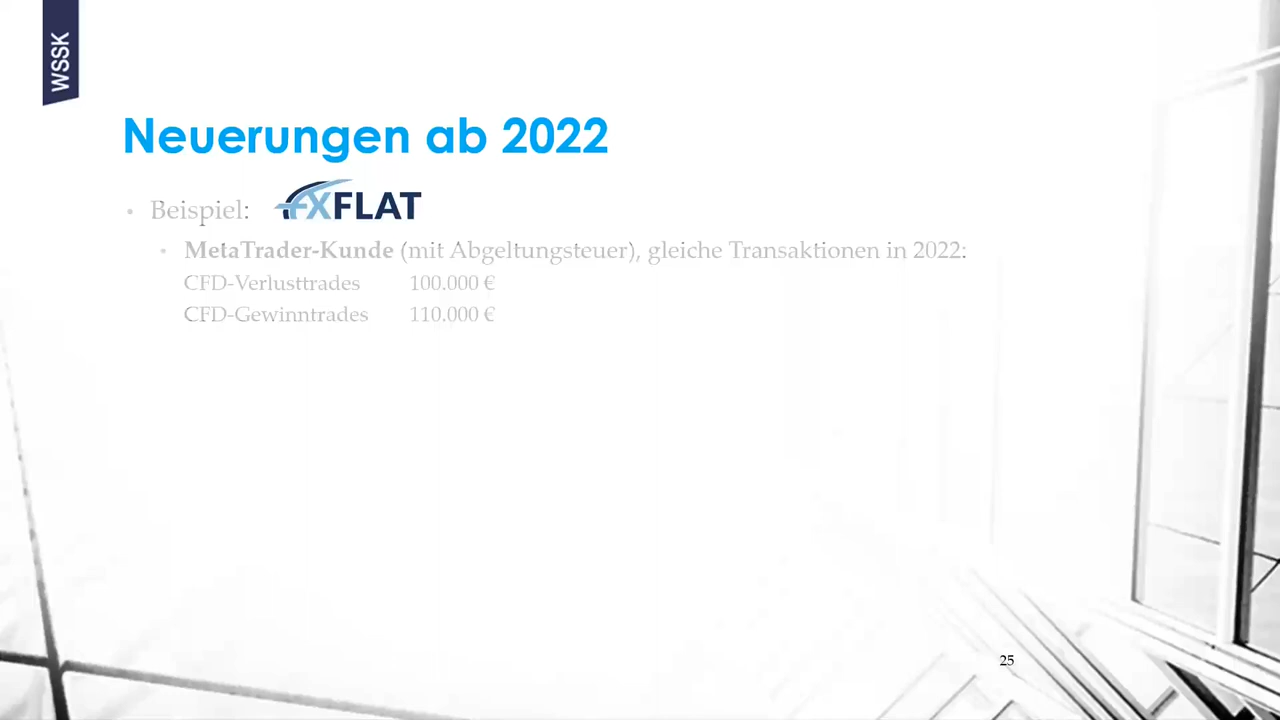 WSSK
Neuerungen ab 2022
• Beispiel: FXFLAT
• MetaTrader-Kunde (mit Abgeltungsteuer), gleiche Transaktionen in 2022:
CFD-Verlusttrades 100.000 €
CFD-Gewinntrades 110.000 €
25